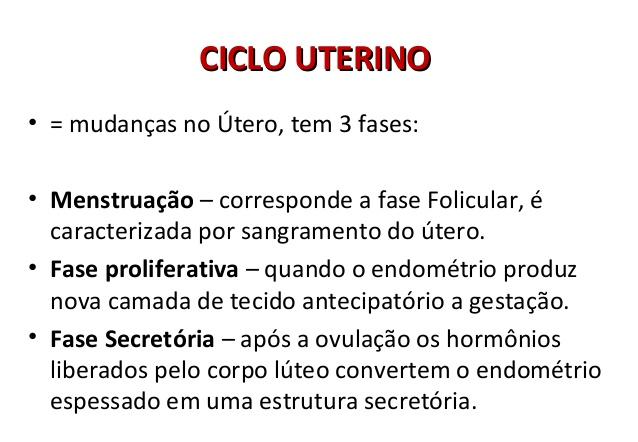 CICLO UTERINO
• = mudanças no Útero, tem 3 fases:
• Menstruação – corresponde a fase Folicular, é
caracterizada por sangramento do útero.
• Fase proliferativa – quando o endométrio produz
nova camada de tecido antecipatório a gestação.
• Fase Secretória – após a ovulação os hormônios
liberados pelo corpo lúteo convertem o endométrio
espessado em uma estrutura secretória.